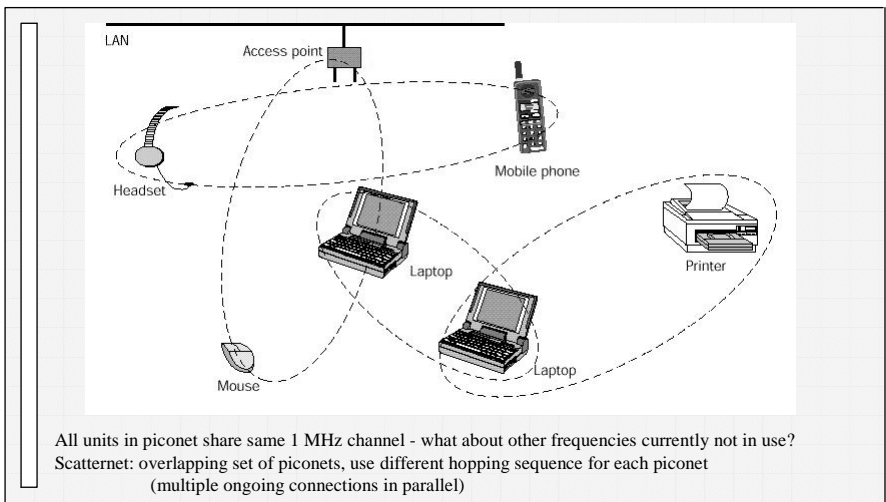 LAN
Access point
Headset
Mobile phone
Printer
Laptop
Laptop
Mouse
All units in piconet share same 1 MHz channel - what about other frequencies currently not in use?
Scatternet: overlapping set of piconets, use different hopping sequence for each piconet
(multiple ongoing connections in parallel)